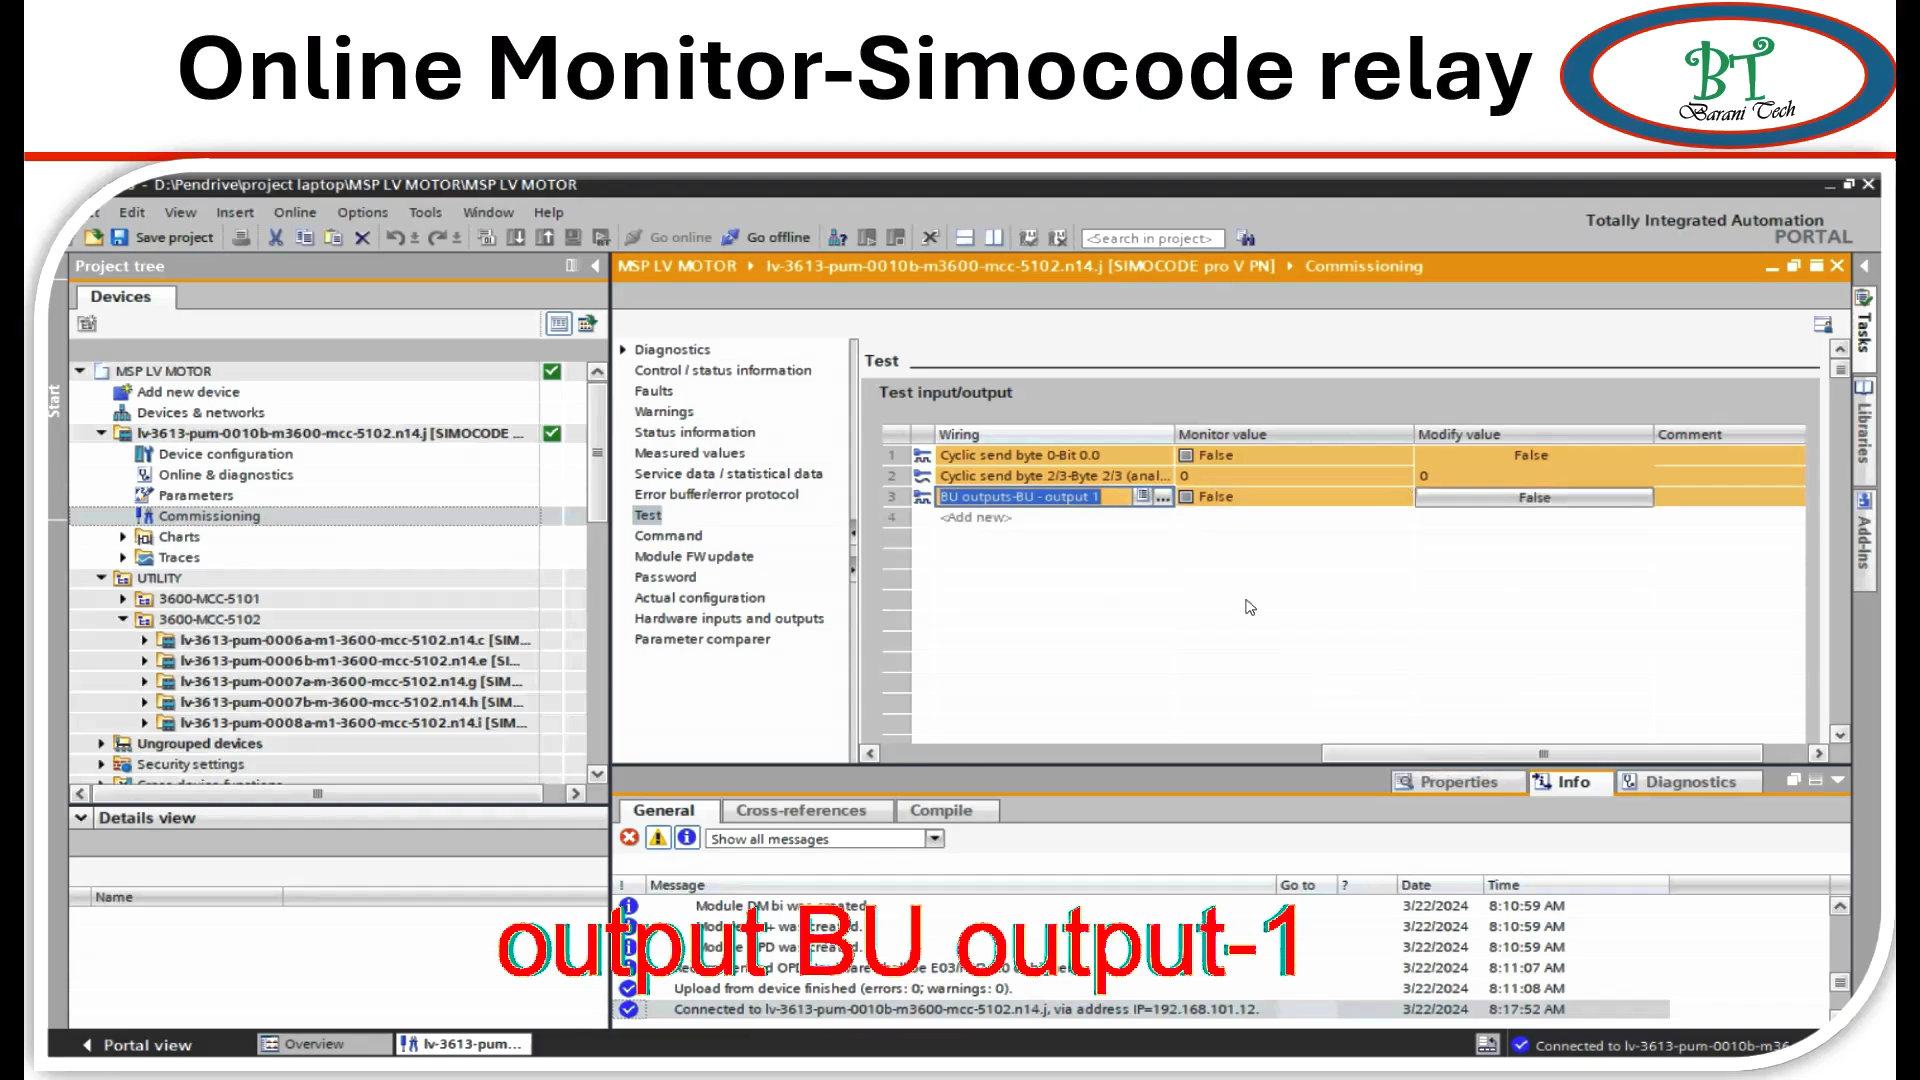 Online Monitor-Simocode relay
BT
Barani Tech
- D:\Pendrive\project laptop\MSP LV MOTOR\MSP LV MOTOR
Edit View Insert Online Options Tools Window Help
Totally Integrated Automation
PORTAL
Save project Go online Go offline <Search in project>
Project tree
MSP LV MOTOR lv-3613-pum-0010b-m3600-mcc-5102.n14.j [SIMOCODE pro V PN] Commissioning
Devices
Start
MSP LV MOTOR
Add new device
Devices & networks
lv-3613-pum-0010b-m3600-mcc-5102.n14.j [SIMOCODE ...
Device configuration
Online & diagnostics
Parameters
Commissioning
Charts
Traces
UTILITY
3600-MCC-5101
3600-MCC-5102
lv-3613-pum-0006a-m1-3600-mcc-5102.n14.c [SIM...
lv-3613-pum-0006b-m1-3600-mcc-5102.n14.e [SI...
lv-3613-pum-0007a-m-3600-mcc-5102.n14.g [SIM...
lv-3613-pum-0007b-m-3600-mcc-5102.n14.h [SIM...
lv-3613-pum-0008a-m1-3600-mcc-5102.n14.i [SIM...
Ungrouped devices
Security settings
Details view
Name
Diagnostics
Control / status information
Faults
Warnings
Status information
Measured values
Service data / statistical data
Error buffer/error protocol
Test
Command
Module FW update
Password
Actual configuration
Hardware inputs and outputs
Parameter comparer
Test
Test input/output
Wiring Monitor value Modify value Comment
1 Cyclic send byte 0-Bit 0.0 False False
2 Cyclic send byte 2/3-Byte 2/3 (anal... 0 0
3 BU outputs-BU - output 1 ... False False
4 <Add new>
Tasks
Libraries
Add-Ins
Properties Info Diagnostics
General Cross-references Compile
Show all messages
! Message Go to ? Date Time
Module DM bi was created. 3/22/2024 8:10:59 AM
3/22/2024 8:10:59 AM
3/22/2024 8:10:59 AM
3/22/2024 8:11:07 AM
Upload from device finished (errors: 0; warnings: 0). 3/22/2024 8:11:08 AM
Connected to lv-3613-pum-0010b-m3600-mcc-5102.n14.j, via address IP=192.168.101.12. 3/22/2024 8:17:52 AM
output BU output-1
Portal view Overview lv-3613-pum... Connected to lv-3613-pum-0010b-m36